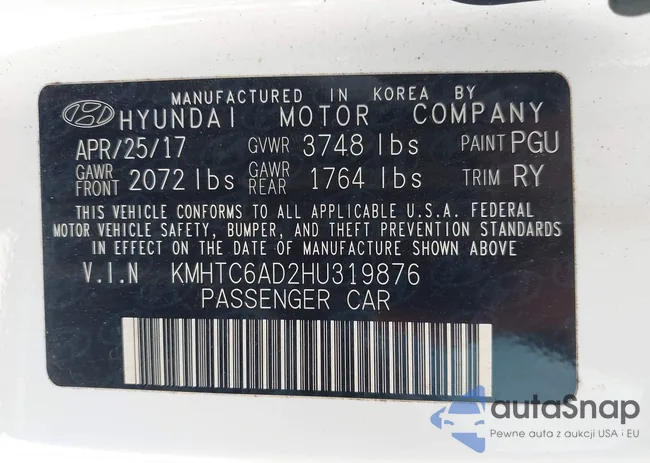 MANUFACTURED IN KOREA BY
HYUNDAI MOTOR COMPANY
APR/25/17 GVWR 3748 lbs PAINT PGU
GAWR FRONT 2072 lbs GAWR REAR 1764 lbs TRIM RY
THIS VEHICLE CONFORMS TO ALL APPLICABLE U.S.A. FEDERAL
MOTOR VEHICLE SAFETY, BUMPER, AND THEFT PREVENTION STANDARDS
IN EFFECT ON THE DATE OF MANUFACTURE SHOWN ABOVE
V.I.N KMHTC6AD2HU319876
PASSENGER CAR
autaSnap
Pewne auta z aukcji USA i EU